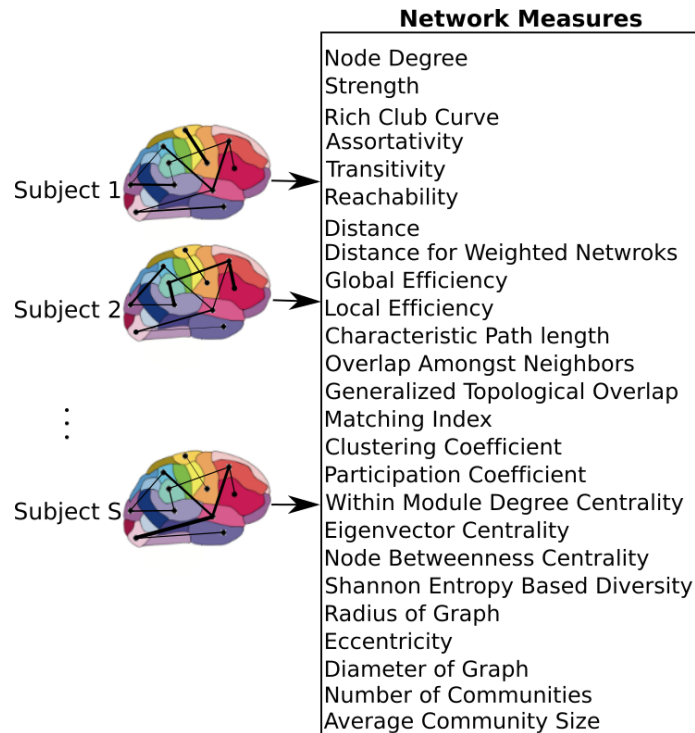 Network Measures
Subject 1
Subject 2
⋮
Subject S
Node Degree
Strength
Rich Club Curve
Assortativity
Transitivity
Reachability
Distance
Distance for Weighted Netwroks
Global Efficiency
Local Efficiency
Characteristic Path length
Overlap Amongst Neighbors
Generalized Topological Overlap
Matching Index
Clustering Coefficient
Participation Coefficient
Within Module Degree Centrality
Eigenvector Centrality
Node Betweenness Centrality
Shannon Entropy Based Diversity
Radius of Graph
Eccentricity
Diameter of Graph
Number of Communities
Average Community Size